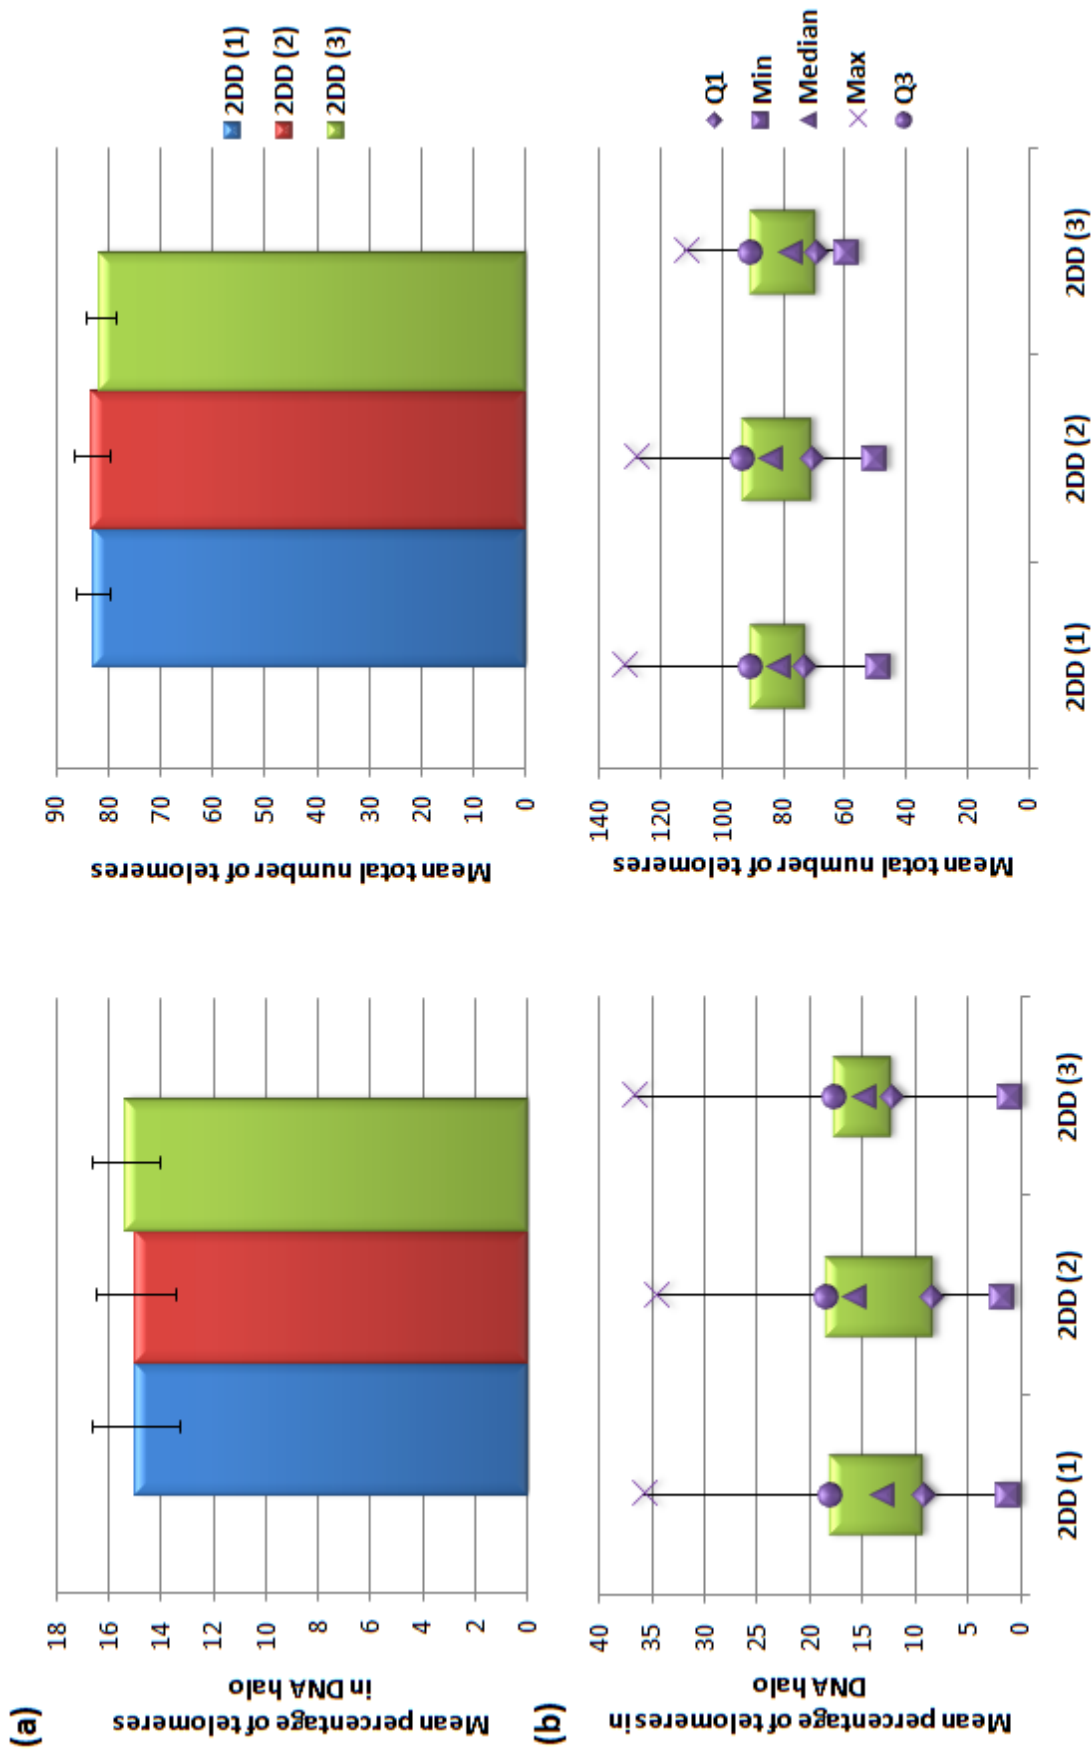 (a)
Mean percentage of telomeres
in DNA halo
18
16
14
12
10
8
6
4
2
0
Mean total number of telomeres
90
80
70
60
50
40
30
20
10
0
2DD (1)
2DD (2)
2DD (3)
(b)
Mean percentage of telomeresin
DNA halo
40
35
30
25
20
15
10
5
0
2DD (1)
2DD (2)
2DD (3)
Mean total number of telomeres
140
120
100
80
60
40
20
0
2DD (1)
2DD (2)
2DD (3)
Q1
Min
Median
Max
Q3